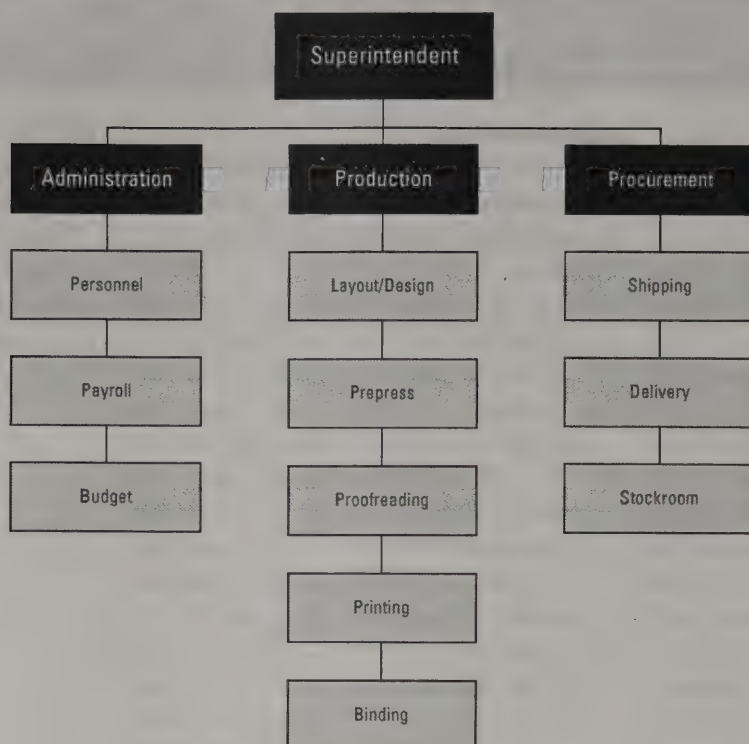 Superintendent
Administration
Production
Procurement
Personnel
Layout/Design
Shipping
Payroll
Prepress
Delivery
Budget
Proofreading
Stockroom
Printing
Binding